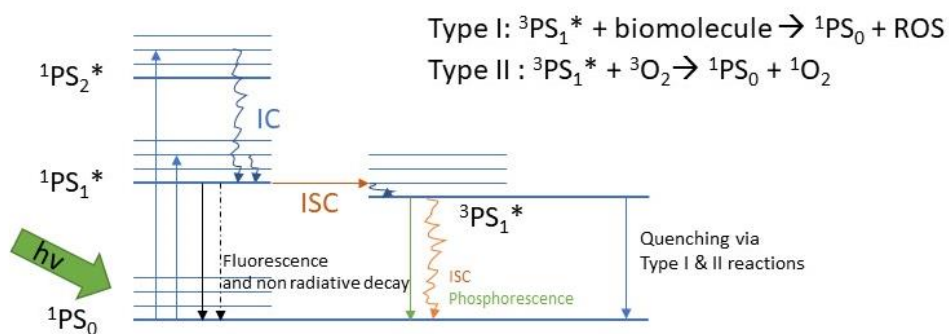 Type I: ³PS₁* + biomolecule → ¹PS₀ + ROS
Type II : ³PS₁* + ³O₂→ ¹PS₀ + ¹O₂
¹PS₂*
IC
¹PS₁*
ISC
³PS₁*
hv
Fluorescence
and non radiative decay
ISC
Phosphorescence
Quenching via
Type I & II reactions
¹PS₀